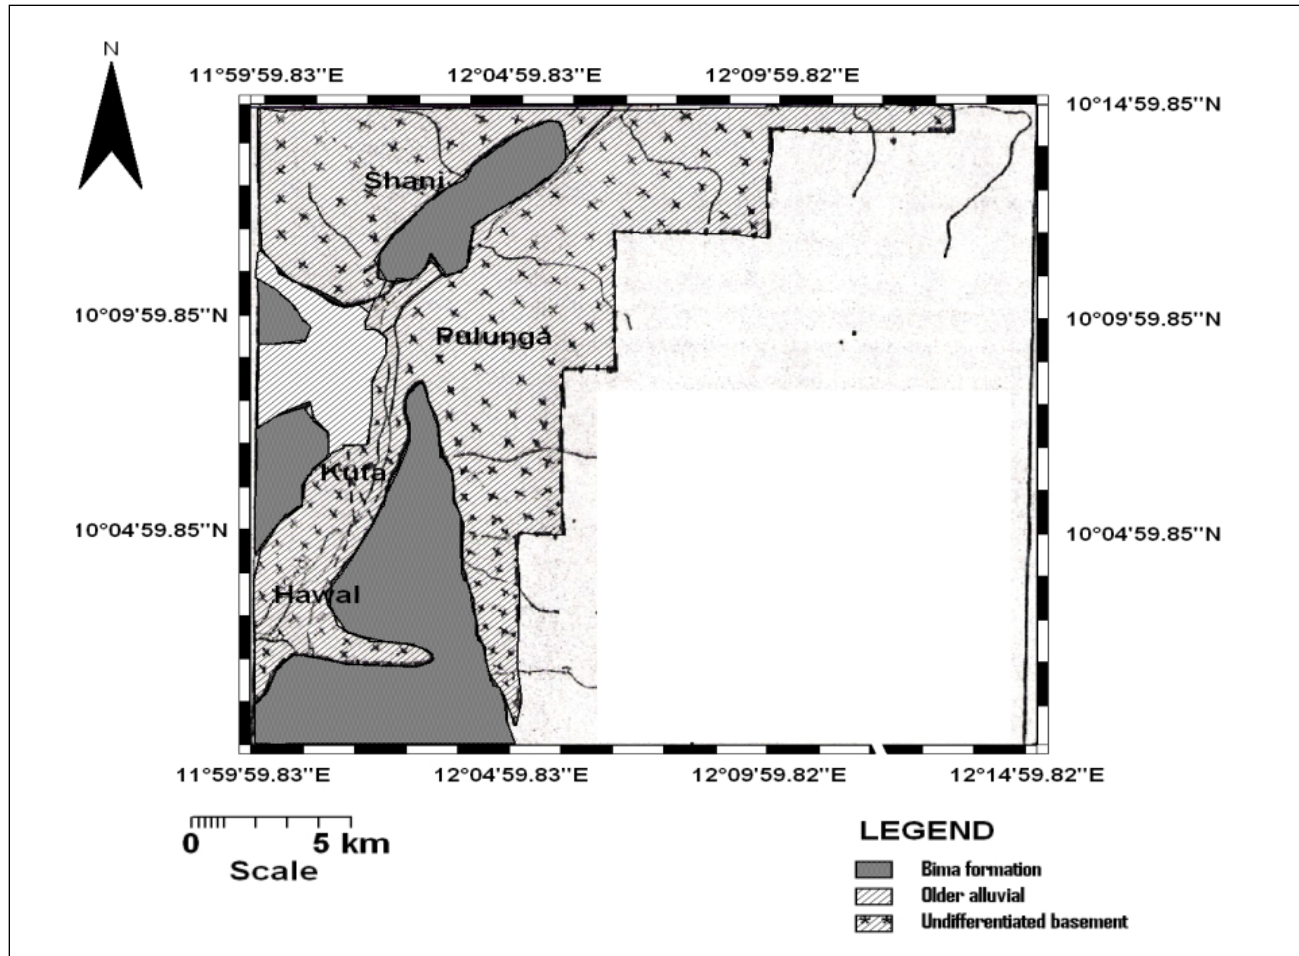 N
11°59'59.83"E 12°04'59.83"E 12°09'59.82"E
10°14'59.85"N
Shani
10°09'59.85"N 10°09'59.85"N
Pulunga
Kufa
10°04'59.85"N 10°04'59.85"N
Hawal
11°59'59.83"E 12°04'59.83"E 12°09'59.82"E 12°14'59.82"E
0 5 km
Scale
LEGEND
Bima formation
Older alluvial
Undifferentiated basement